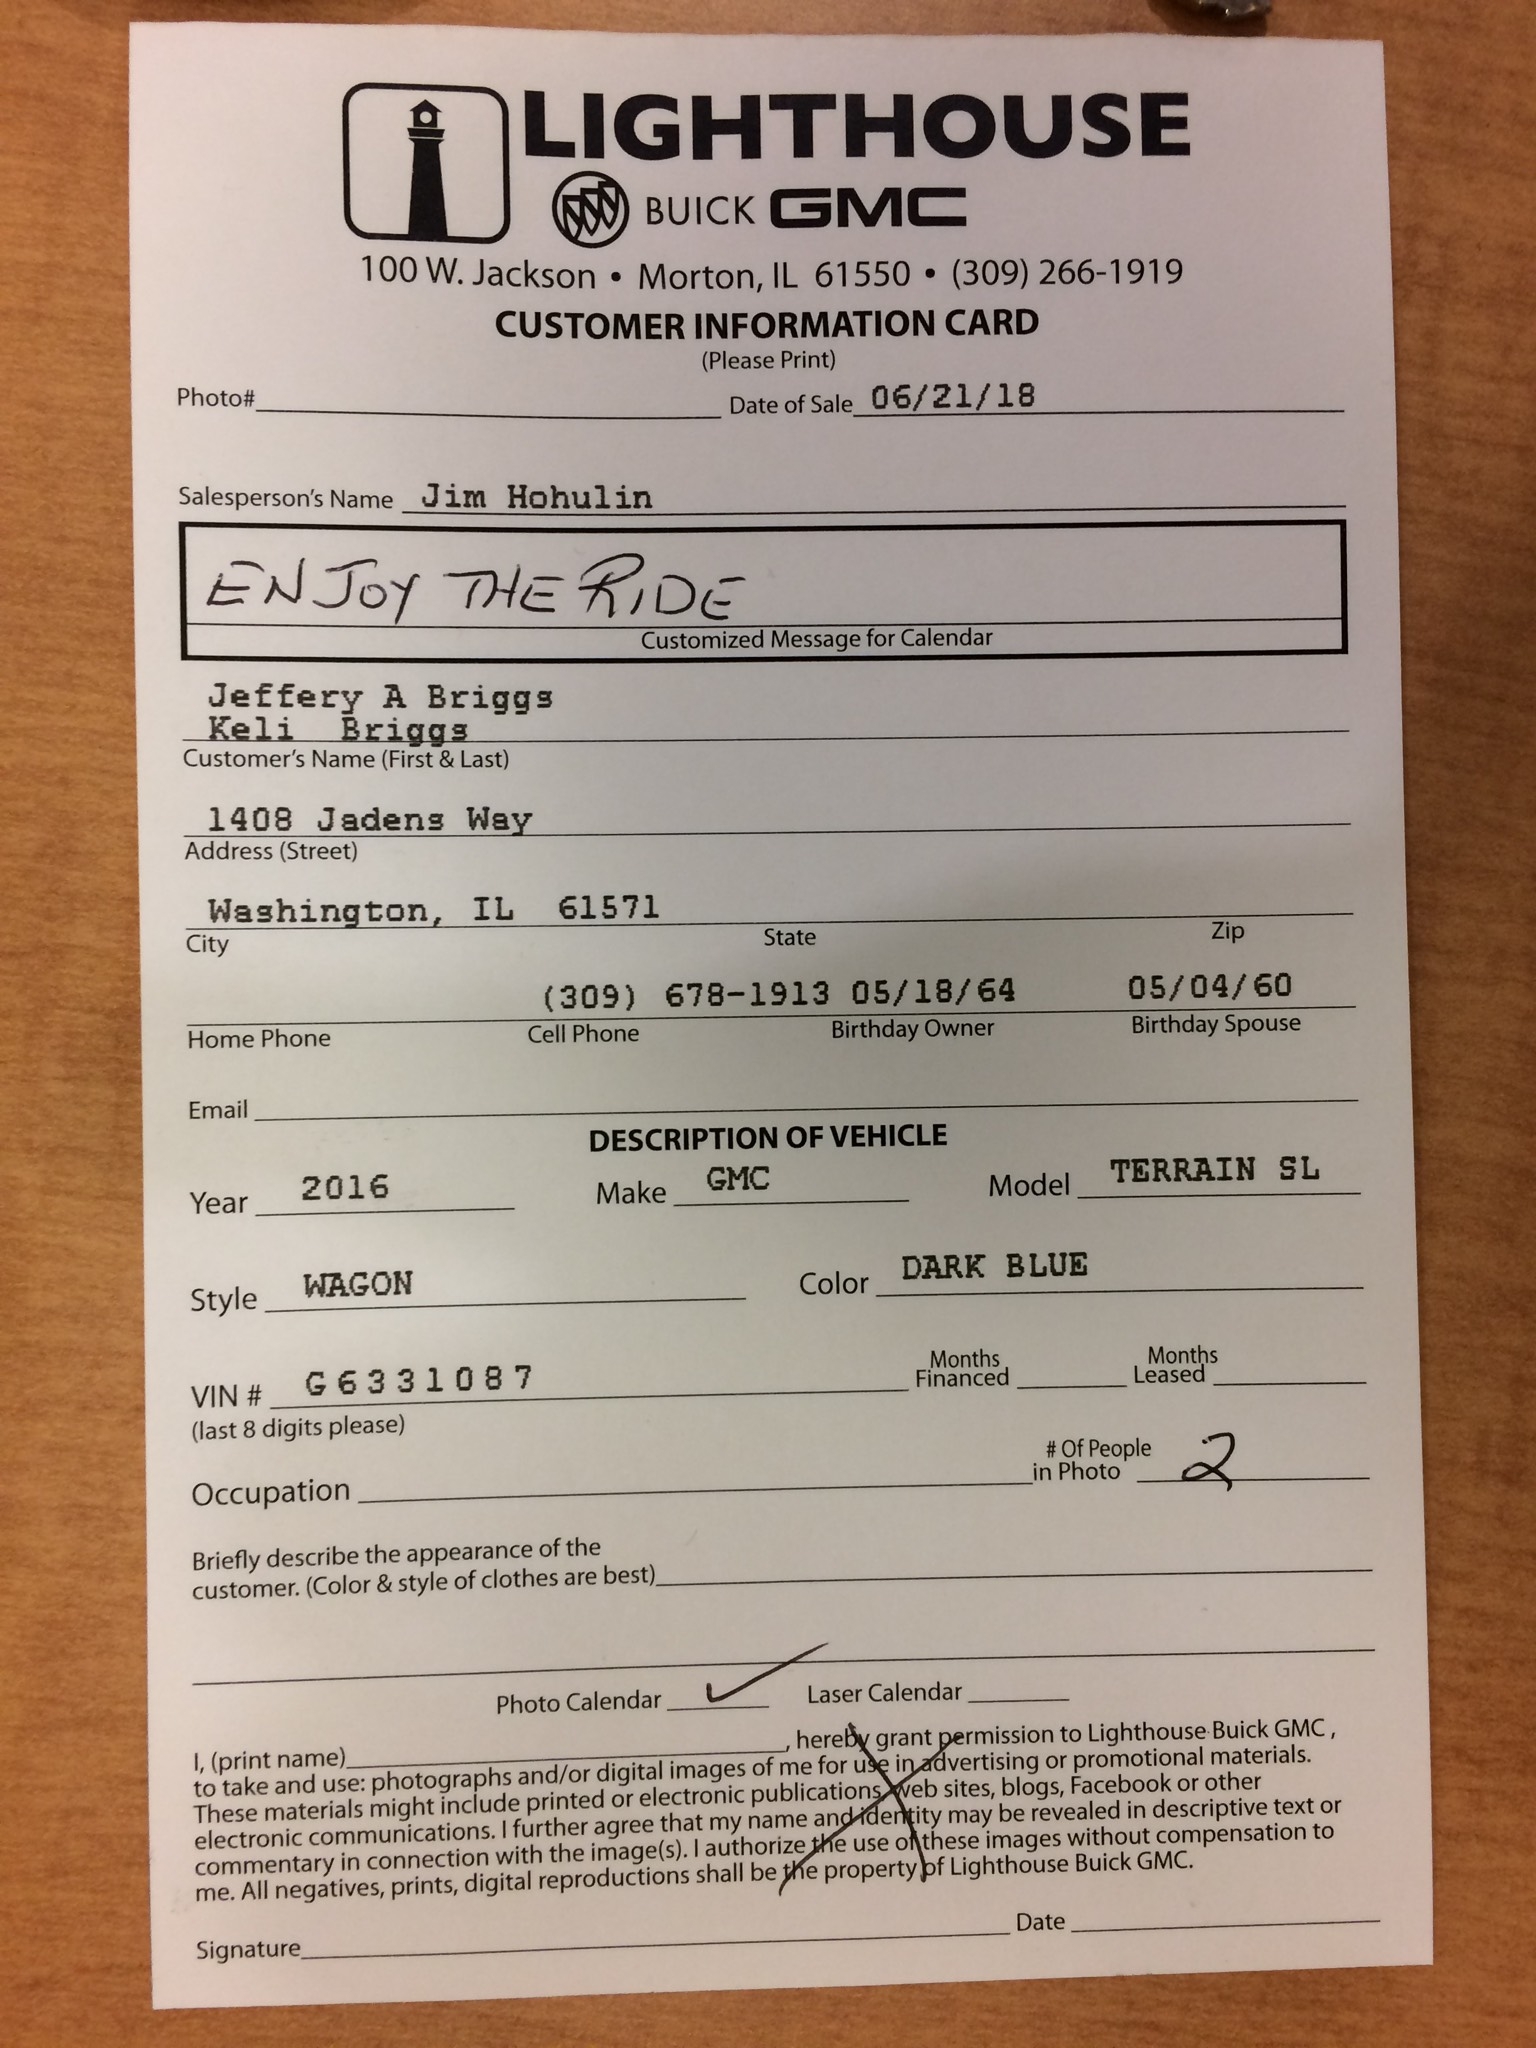 LIGHTHOUSE
BUICK GMC
100 W. Jackson • Morton, IL 61550 • (309) 266-1919
CUSTOMER INFORMATION CARD
(Please Print)
Photo# Date of Sale 06/21/18
Salesperson's Name Jim Hohulin
ENJOY THE RIDE
Customized Message for Calendar
Jeffery A Briggs
Keli Briggs
Customer's Name (First & Last)
1408 Jadens Way
Address (Street)
Washington, IL 61571
City State Zip
(309) 678-1913 05/18/64 05/04/60
Home Phone Cell Phone Birthday Owner Birthday Spouse
Email
DESCRIPTION OF VEHICLE
Year 2016 Make GMC Model TERRAIN SL
Style WAGON Color DARK BLUE
VIN # G6331087 Months Financed Months Leased
(last 8 digits please)
Occupation # Of People in Photo 2
Briefly describe the appearance of the
customer. (Color & style of clothes are best)
Photo Calendar ✓ Laser Calendar
I, (print name) , hereby grant permission to Lighthouse Buick GMC ,
to take and use: photographs and/or digital images of me for use in advertising or promotional materials.
These materials might include printed or electronic publications, web sites, blogs, Facebook or other
electronic communications. I further agree that my name and identity may be revealed in descriptive text or
commentary in connection with the image(s). I authorize the use of these images without compensation to
me. All negatives, prints, digital reproductions shall be the property of Lighthouse Buick GMC.
Signature Date